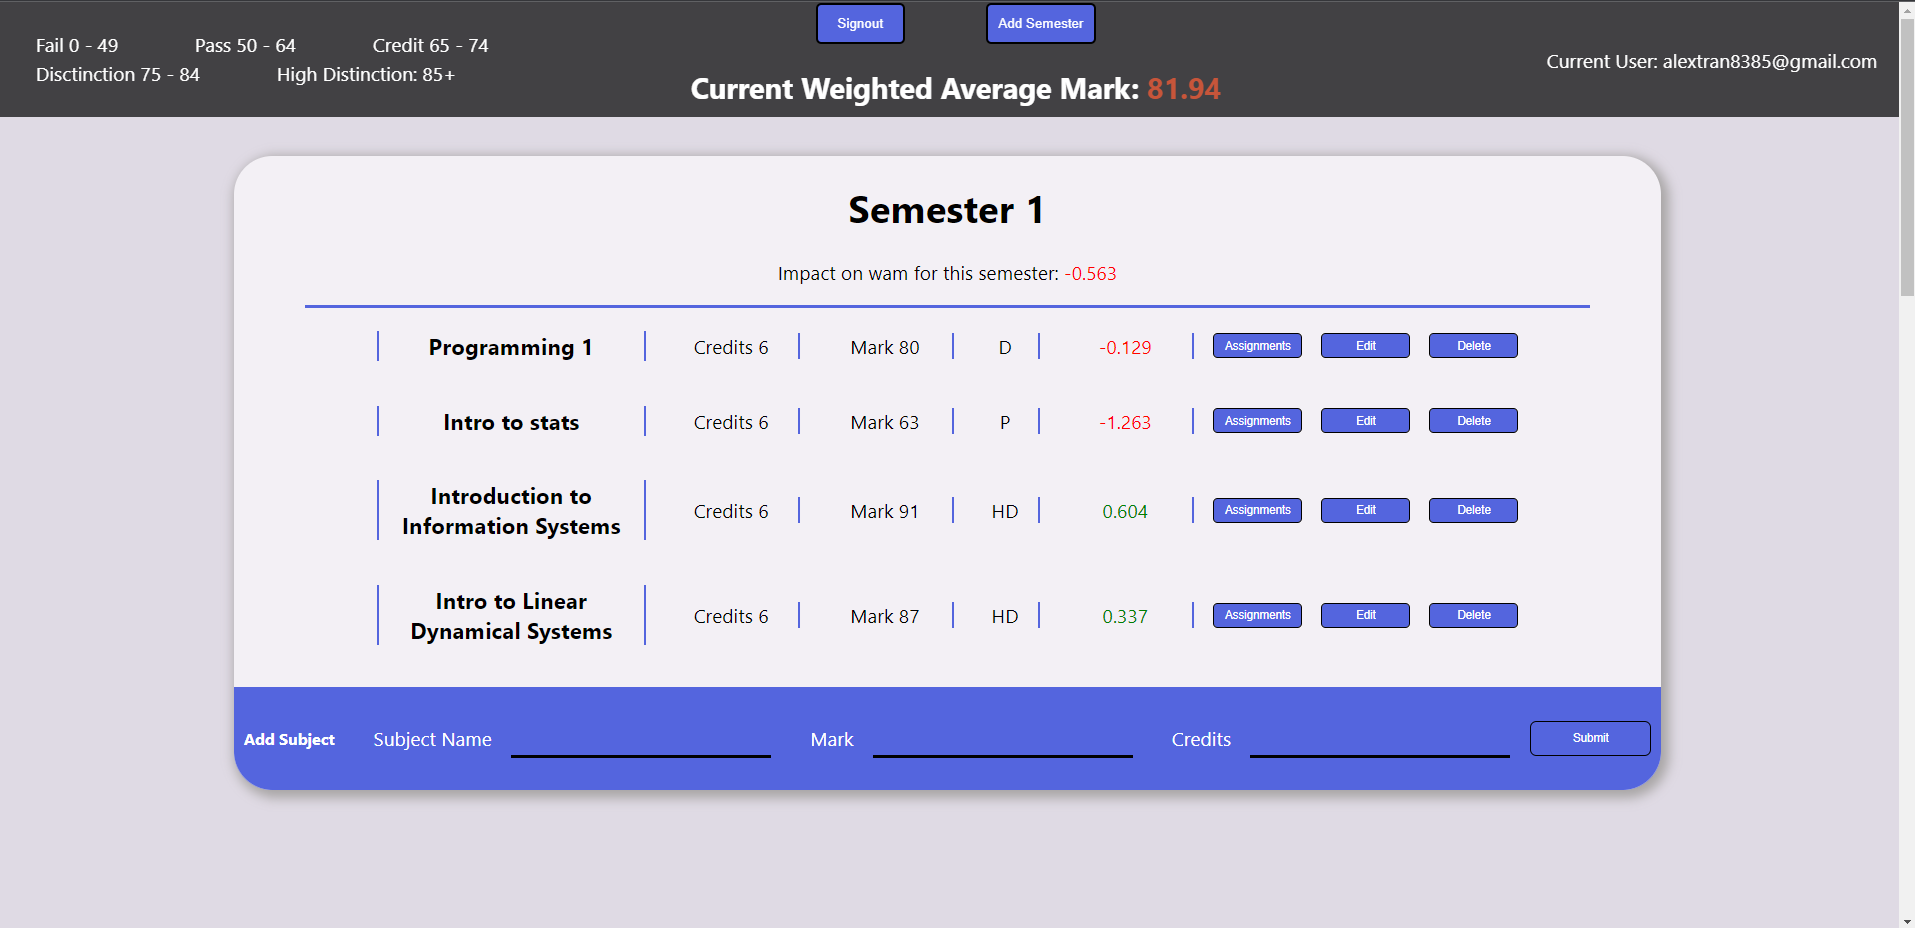 Signout Add Semester
Fail 0 - 49 Pass 50 - 64 Credit 65 - 74
Disctinction 75 - 84 High Distinction: 85+
Current User: alextran8385@gmail.com
Current Weighted Average Mark: 81.94
Semester 1
Impact on wam for this semester: -0.563
Programming 1 Credits 6 Mark 80 D -0.129 Assignments Edit Delete
Intro to stats Credits 6 Mark 63 P -1.263 Assignments Edit Delete
Introduction to
Information Systems Credits 6 Mark 91 HD 0.604 Assignments Edit Delete
Intro to Linear
Dynamical Systems Credits 6 Mark 87 HD 0.337 Assignments Edit Delete
Add Subject Subject Name Mark Credits Submit